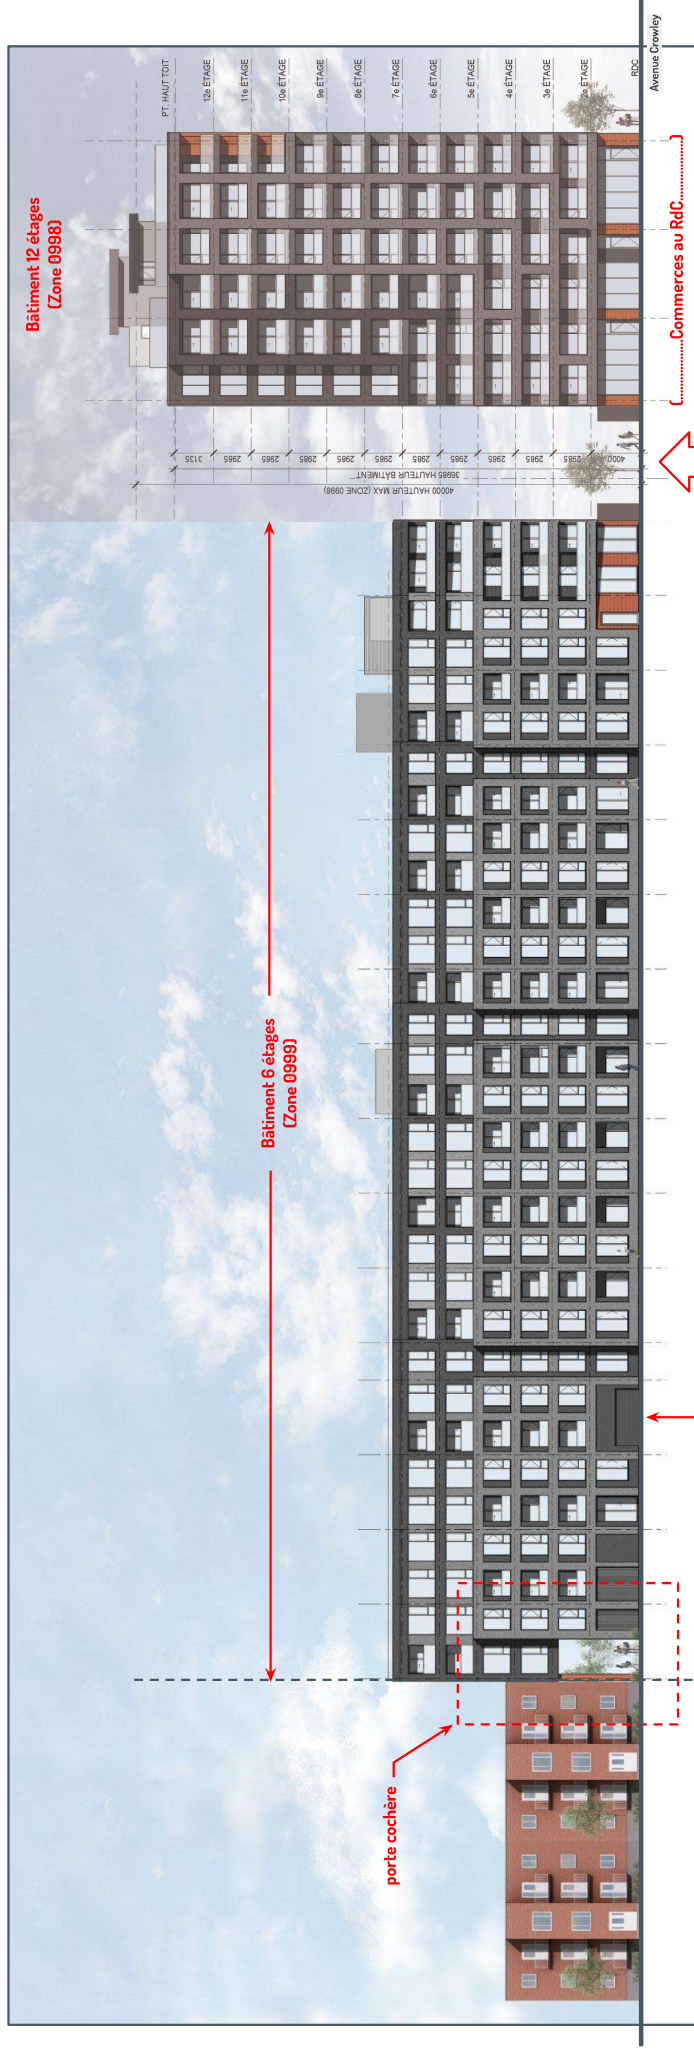 Bâtiment 12 étages
(Zone 0998)
PT. HAUT TOIT
12e ÉTAGE
11e ÉTAGE
10e ÉTAGE
9e ÉTAGE
8e ÉTAGE
7e ÉTAGE
6e ÉTAGE
5e ÉTAGE
4e ÉTAGE
3e ÉTAGE
2e ÉTAGE
RDC
Avenue Crowley
(............Commerces au RdC............)
3135
2985
2985
2985
2985
2985
2985
2985
2985
2985
2985
4000
36985 HAUTEUR BÂTIMENT
40000 HAUTEUR MAX (ZONE 0998)
Bâtiment 6 étages
(Zone 0999)
porte cochère